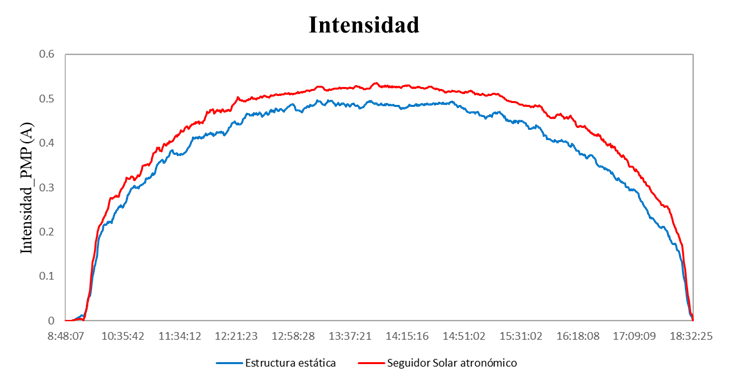 Intensidad
0.6
0.5
0.4
0.3
0.2
0.1
0
Intensidad_PMP (A)
8:48:07 10:35:42 11:34:12 12:21:23 12:58:28 13:37:21 14:15:16 14:51:02 15:31:02 16:18:08 17:09:09 18:32:25
Estructura estática Seguidor Solar atronómico